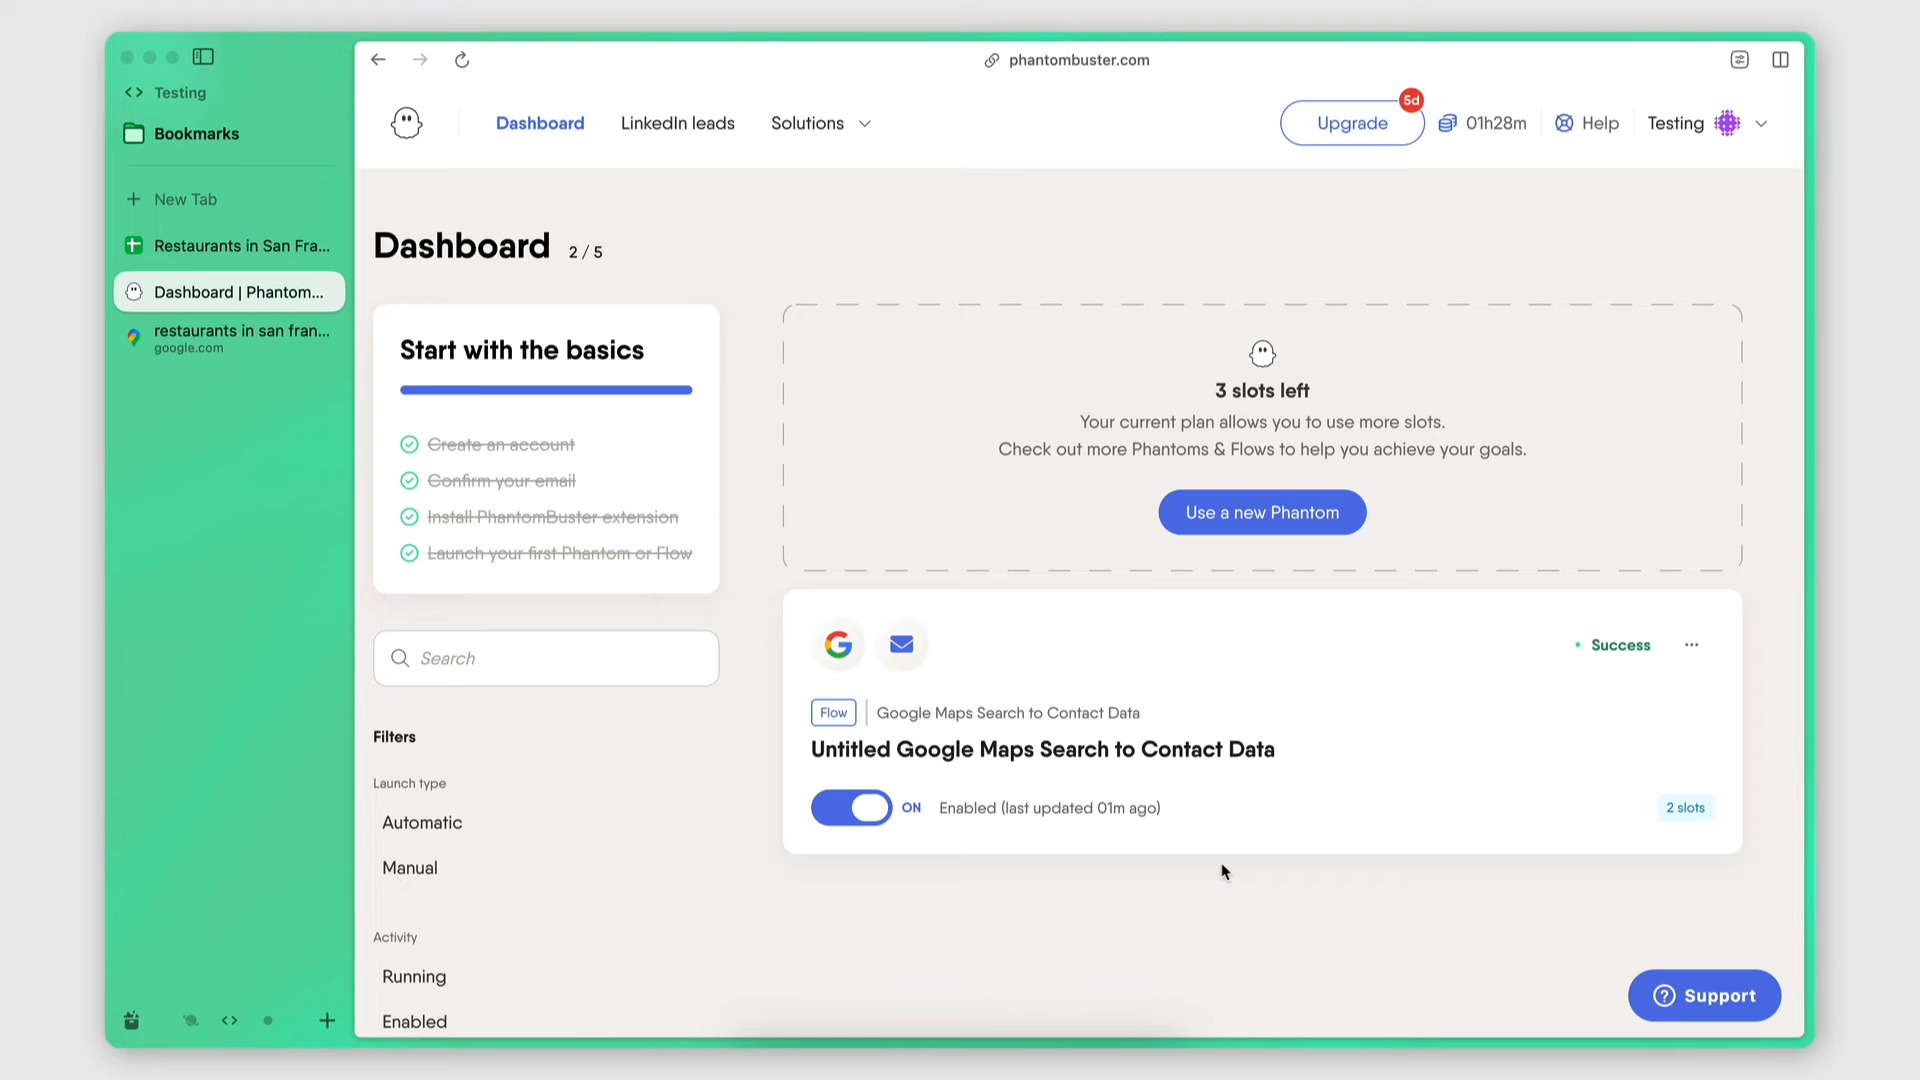 Testing
Bookmarks
New Tab
Restaurants in San Fra...
Dashboard | Phantom...
restaurants in san fran...
google.com
phantombuster.com
Dashboard
LinkedIn leads
Solutions
Upgrade
5d
01h28m
Help
Testing
Dashboard 2 / 5
Start with the basics
Create an account
Confirm your email
Install PhantomBuster extension
Launch your first Phantom or Flow
Search
Filters
Launch type
Automatic
Manual
Activity
Running
Enabled
3 slots left
Your current plan allows you to use more slots.
Check out more Phantoms & Flows to help you achieve your goals.
Use a new Phantom
Success
Flow | Google Maps Search to Contact Data
Untitled Google Maps Search to Contact Data
ON Enabled (last updated 01m ago)
2 slots
Support